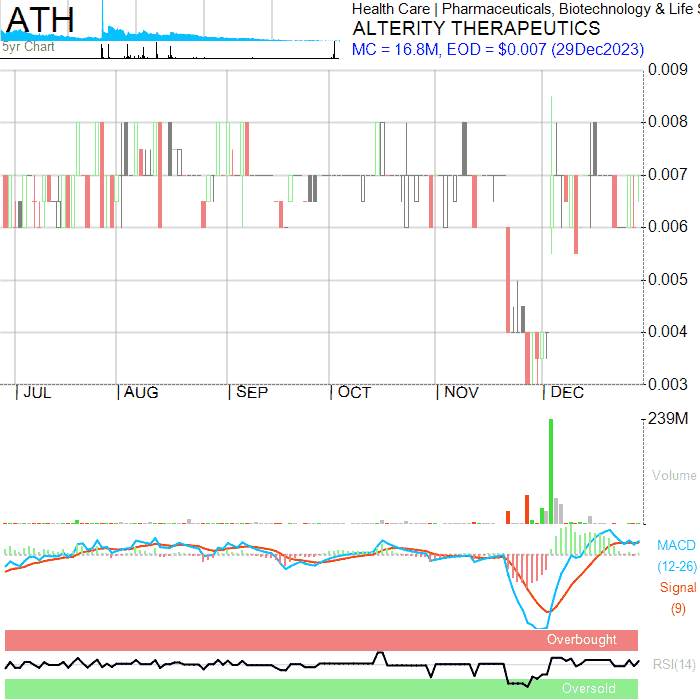 ATH
5yr Chart
Health Care | Pharmaceuticals, Biotechnology & Life S
ALTERITY THERAPEUTICS
MC = 16.8M, EOD = $0.007 (29Dec2023)
0.009
0.008
0.007
0.006
0.005
0.004
0.003
JUL AUG SEP OCT NOV DEC
239M
Volume
MACD
(12-26)
Signal
(9)
Overbought
RSI(14)
Oversold